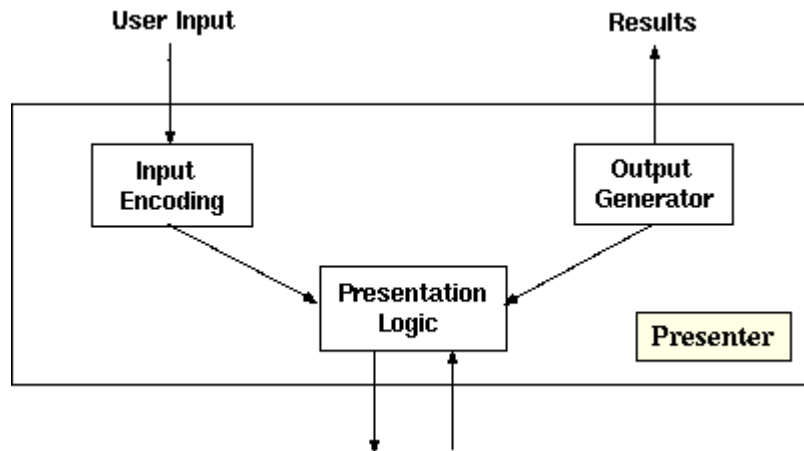 User Input
Results
Input
Encoding
Output
Generator
Presentation
Logic
Presenter